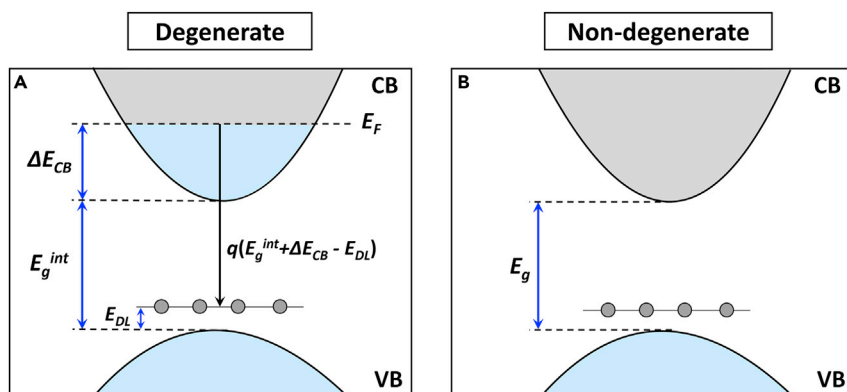 Degenerate
Non-degenerate
A
CB
E_F
ΔE_CB
E_g^int
q(E_g^int+ΔE_CB - E_DL)
E_DL
VB
B
CB
E_g
VB